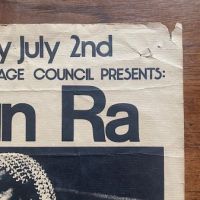 y July 2nd
AGE COUNCIL PRESENTS:
n Ra